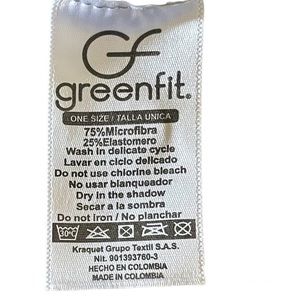 GF
greenfit®
ONE SIZE / TALLA UNICA
75%Microfibra
25%Elastomero
Wash in delicate cycle
Lavar en ciclo delicado
Do not use chlorine bleach
No usar blanqueador
Dry in the shadow
Secar a la sombra
Do not iron / No planchar
30°
Kraquet Grupo Textil S.A.S.
Nit. 901393760-3
HECHO EN COLOMBIA
MADE IN COLOMBIA